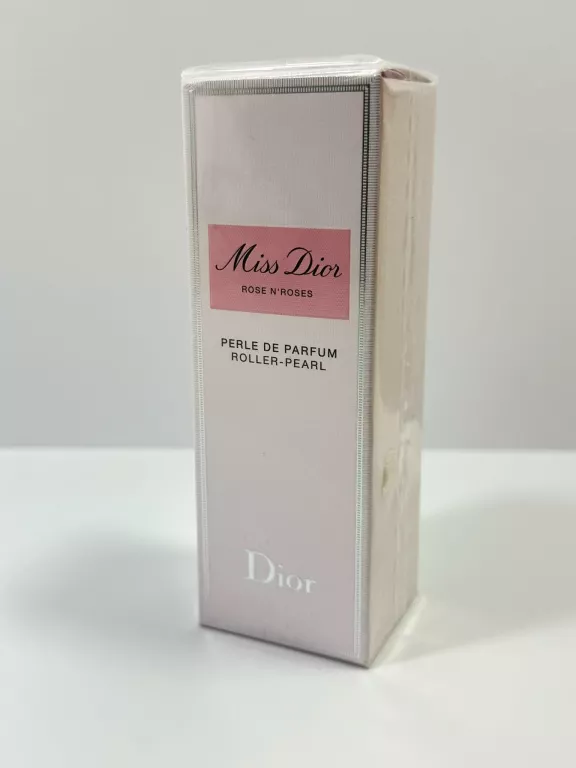 Miss Dior
ROSE N'ROSES
PERLE DE PARFUM
ROLLER-PEARL
Dior